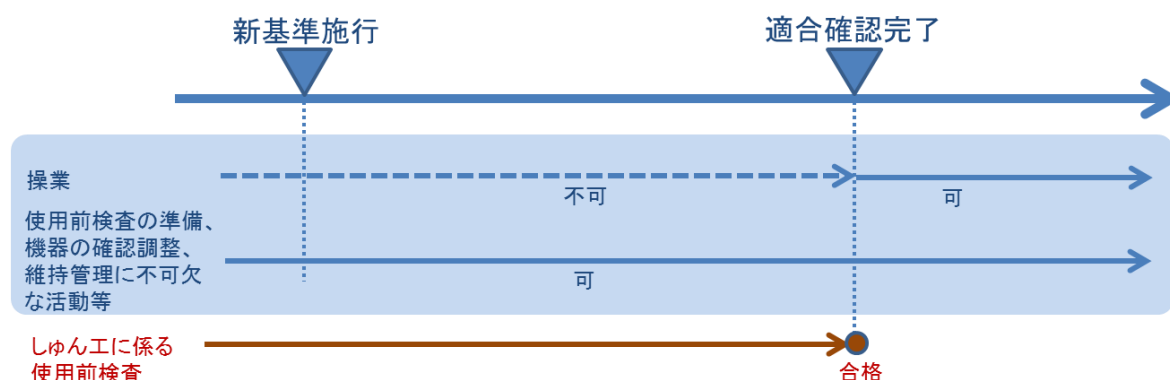 新基準施行
適合確認完了
操業
不可
可
使用前検査の準備、
機器の確認調整、
維持管理に不可欠
な活動等
可
しゅん工に係る
使用前検査
合格